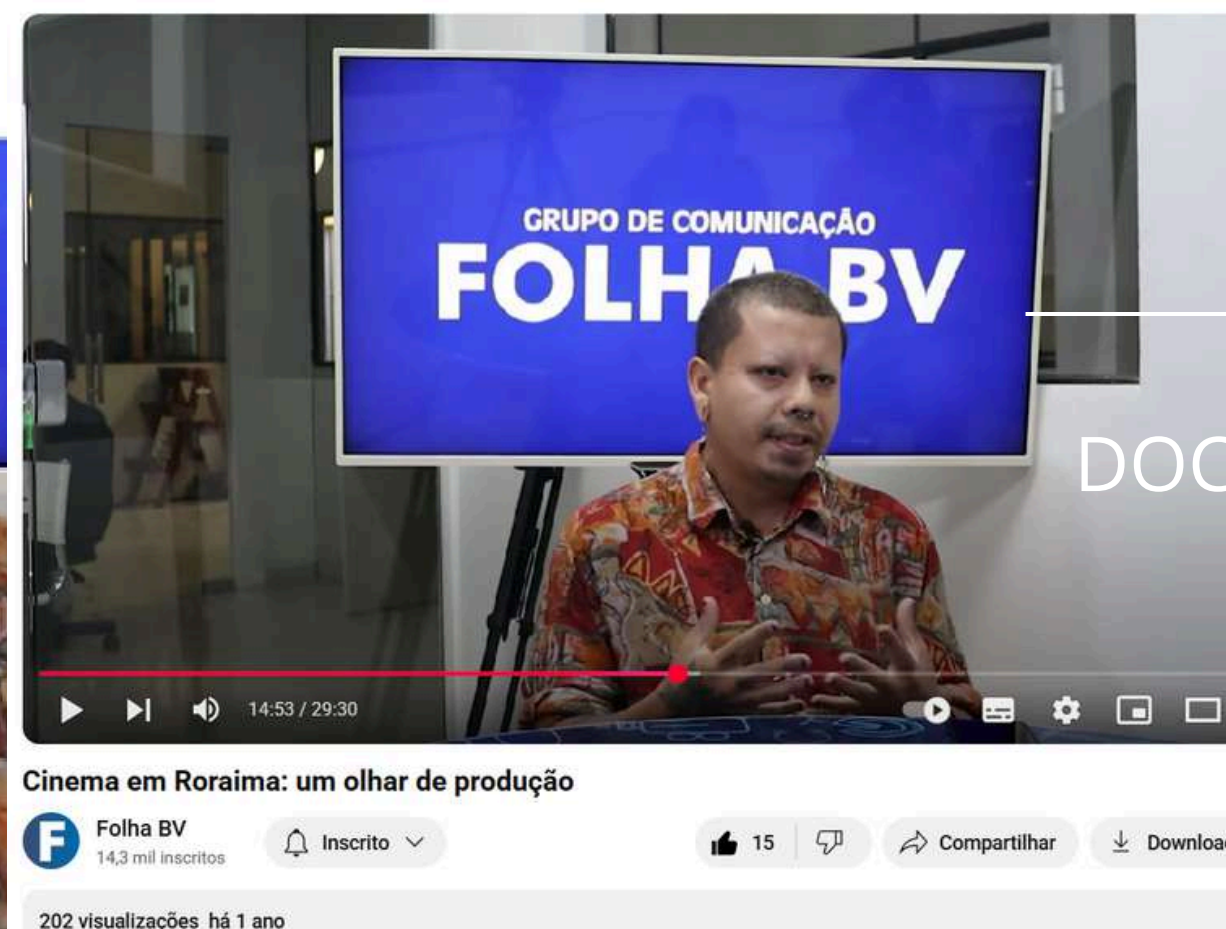 GRUPO DE COMUNICAÇÃO
FOLHA BV
DOC
14:53 / 29:30
Cinema em Roraima: um olhar de produção
Folha BV
14,3 mil inscritos
Inscrito
15
Compartilhar
Downloa
202 visualizações há 1 ano